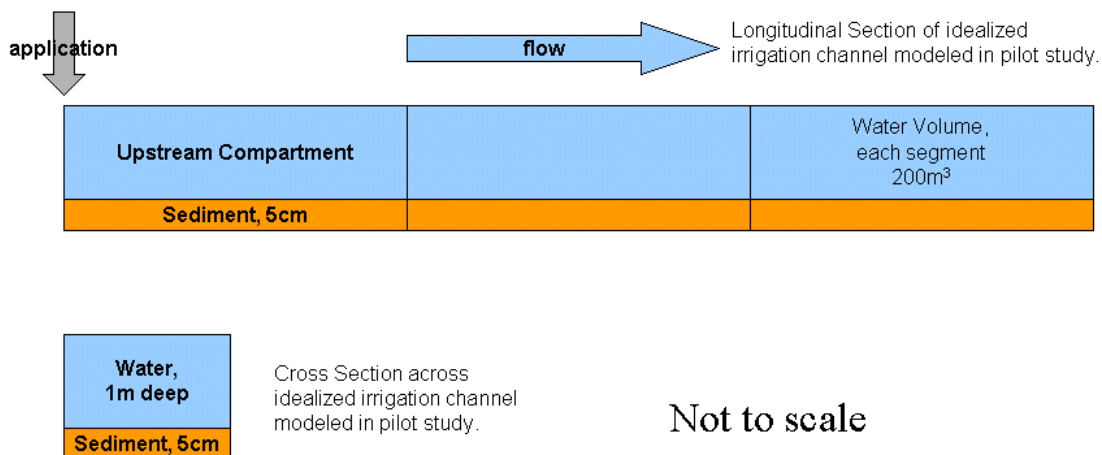 application
flow
Longitudinal Section of idealized
irrigation channel modeled in pilot study.
Upstream Compartment
Water Volume,
each segment
200m³
Sediment, 5cm
Water,
1m deep
Sediment, 5cm
Cross Section across
idealized irrigation channel
modeled in pilot study.
Not to scale